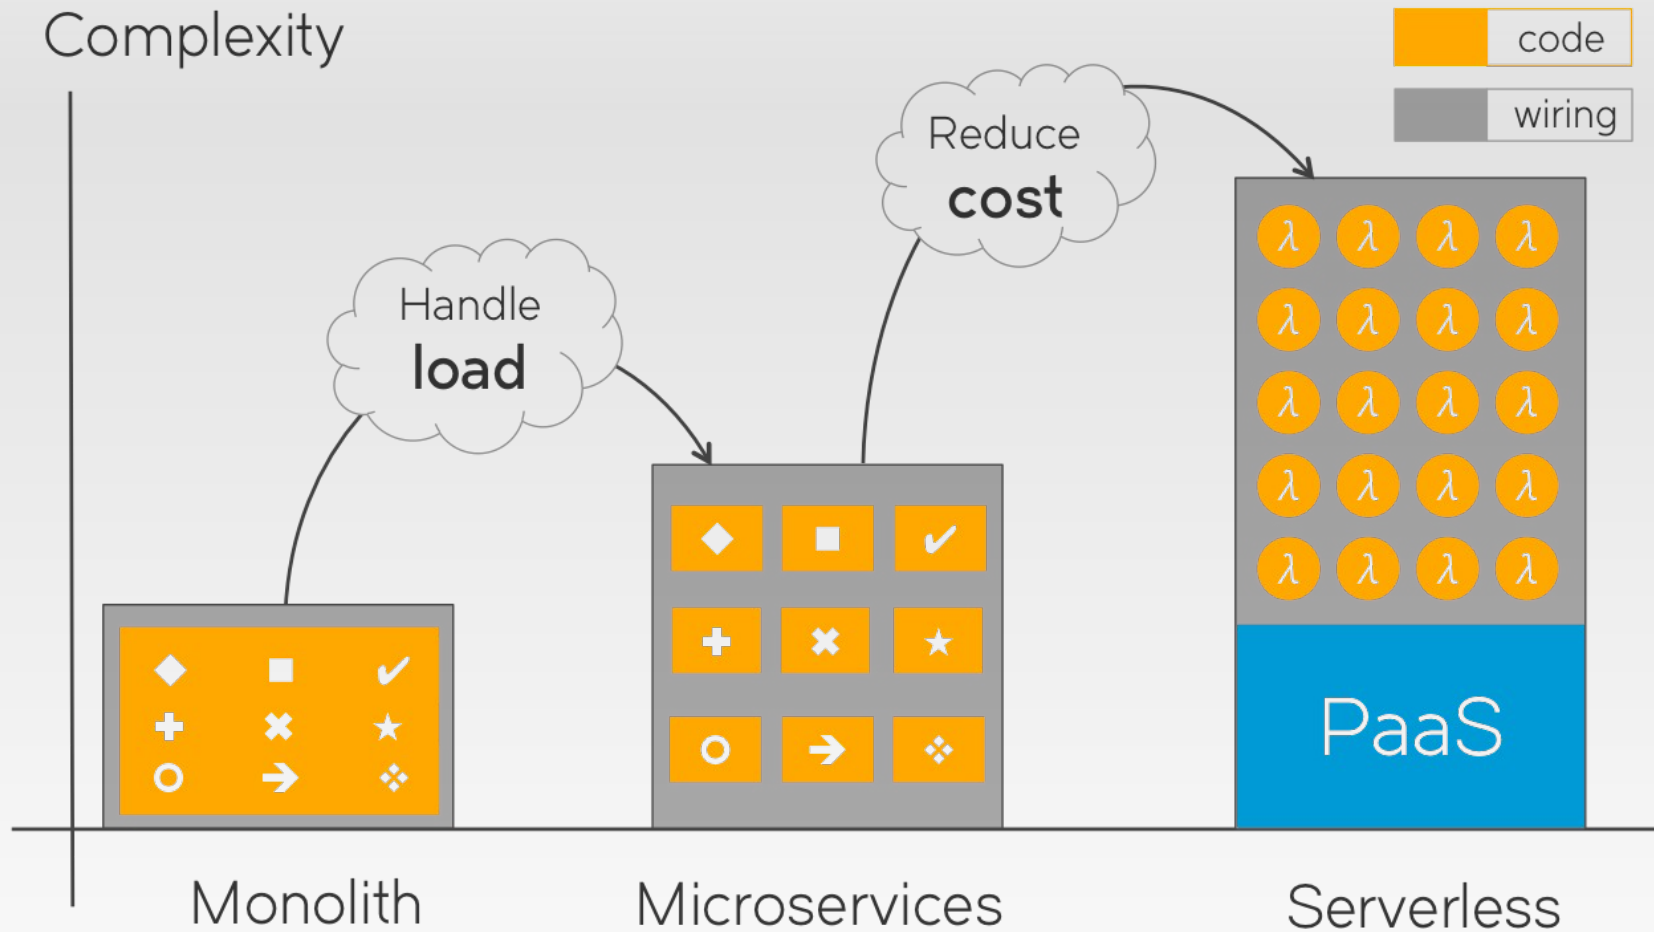 Complexity
code
wiring
Reduce
cost
Handle
load
λ λ λ λ
λ λ λ λ
λ λ λ λ
λ λ λ λ
λ λ λ λ
PaaS
Monolith
Microservices
Serverless